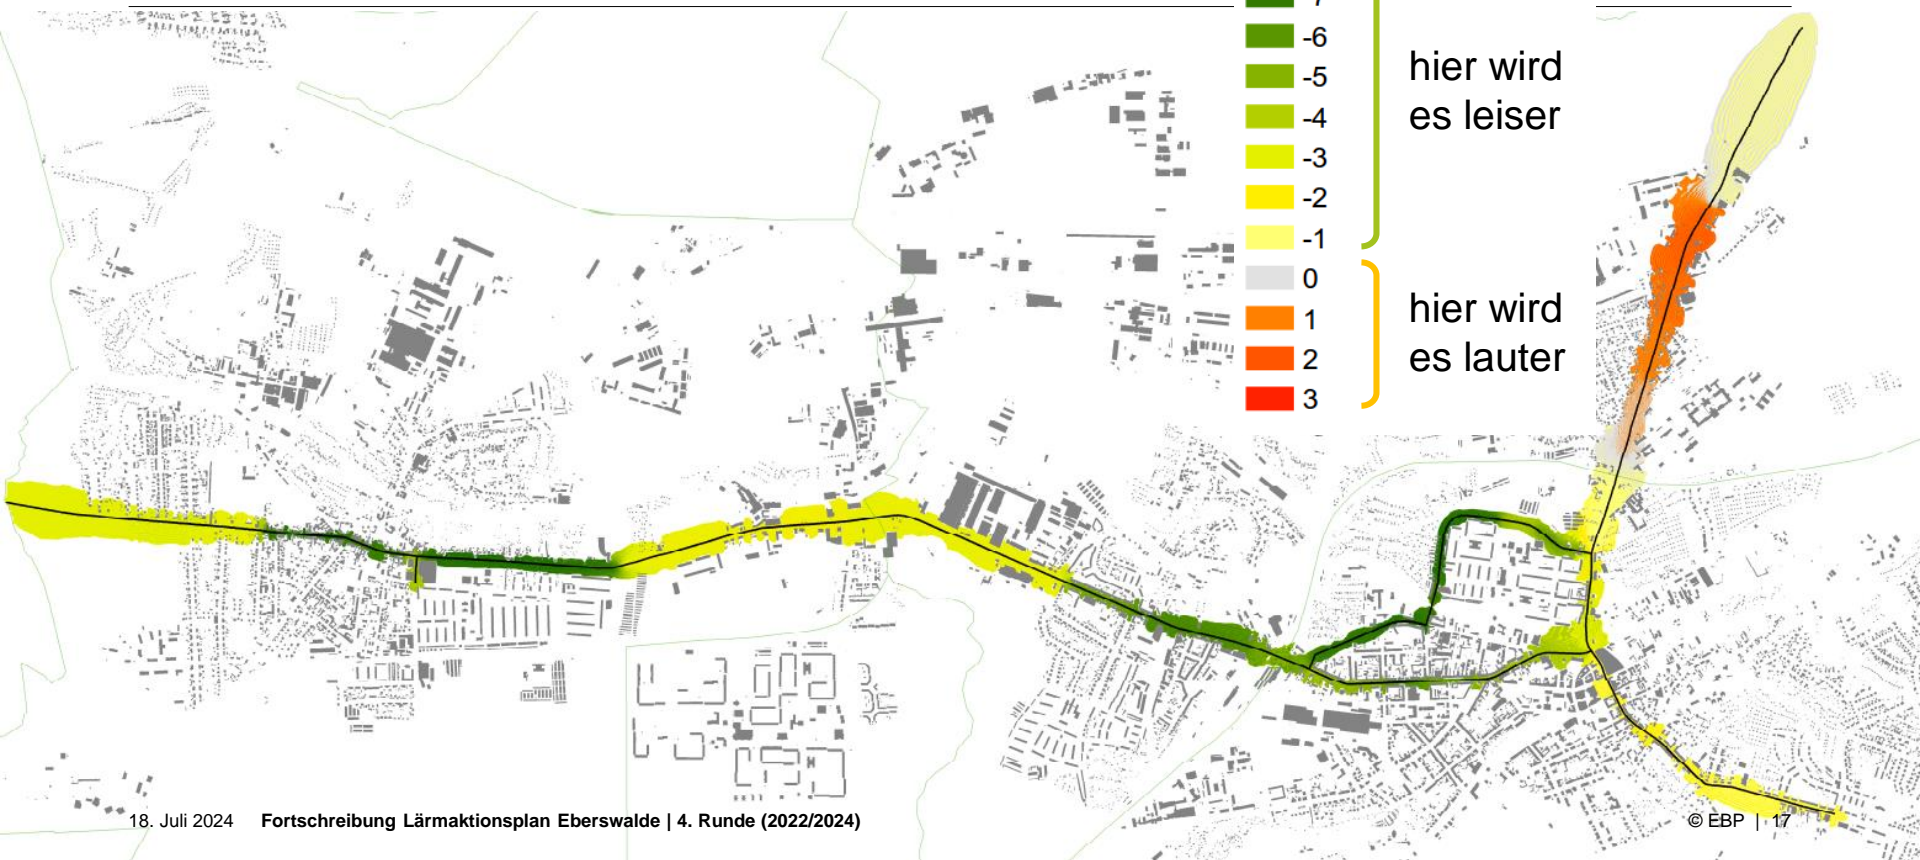 -6
-5
-4
-3
-2
-1
0
1
2
3
hier wird
es leiser
hier wird
es lauter
18. Juli 2024 Fortschreibung Lärmaktionsplan Eberswalde | 4. Runde (2022/2024)
© EBP | 17